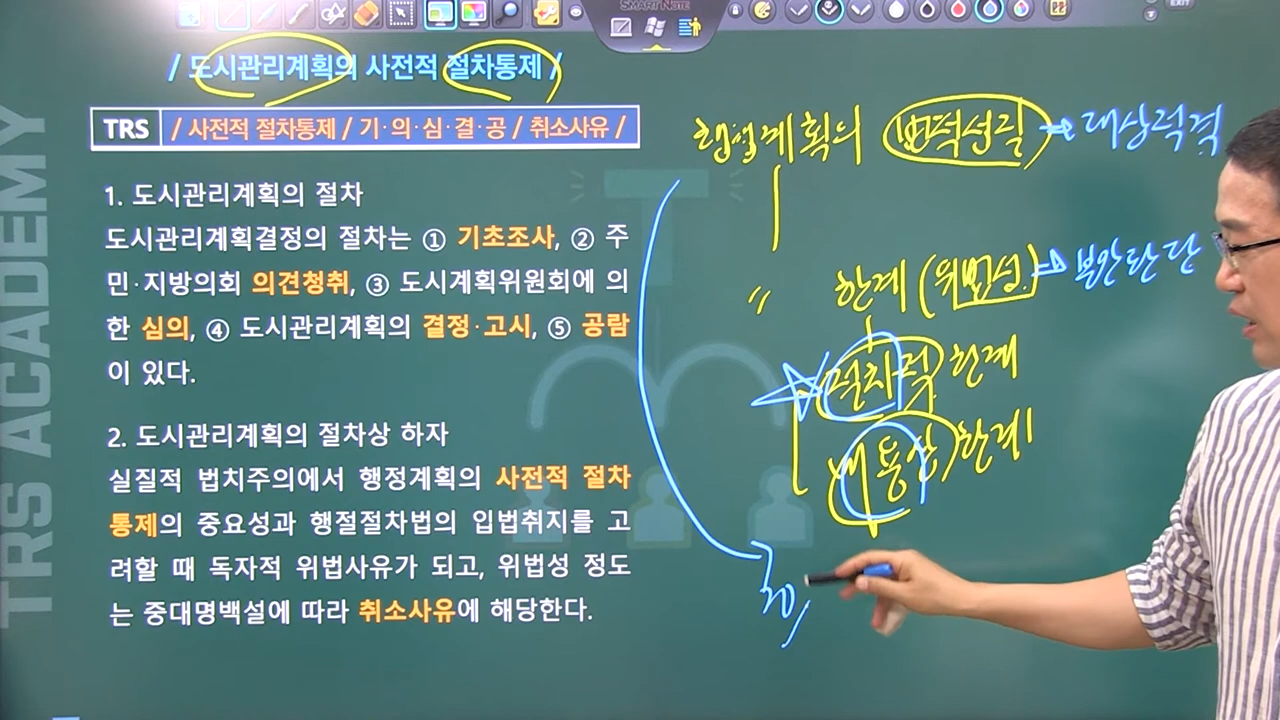 SMART NOTE
EXIT
/ 도시관리계획의 사전적 절차통제 /
TRS / 사전적 절차통제 / 기·의·심·결·공 / 취소사유 /
1. 도시관리계획의 절차
도시관리계획결정의 절차는 ① 기초조사, ② 주
민·지방의회 의견청취, ③ 도시계획위원회에 의
한 심의, ④ 도시관리계획의 결정·고시, ⑤ 공람
이 있다.
2. 도시관리계획의 절차상 하자
실질적 법치주의에서 행정계획의 사전적 절차
통제의 중요성과 행절절차법의 입법취지를 고
려할 때 독자적 위법사유가 되고, 위법성 정도
는 중대명백설에 따라 취소사유에 해당한다.
행정계획의 법적성질 → 대상적격
〃 한계 (위법성) → 본안판단
절차적 한계
내용상 한계
TRS ACADEMY